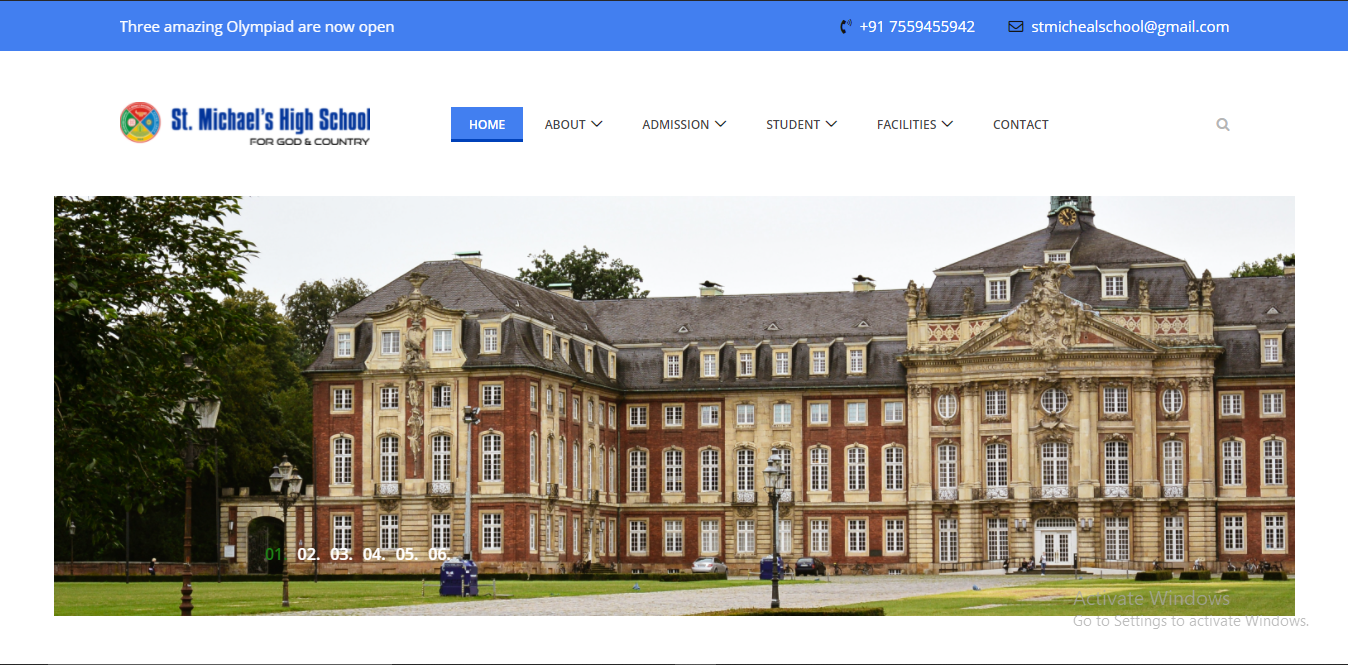 Three amazing Olympiad are now open
+91 7559455942
stmichealschool@gmail.com
St. Michael's High School
FOR GOD & COUNTRY
HOME
ABOUT
ADMISSION
STUDENT
FACILITIES
CONTACT
01. 02. 03. 04. 05. 06.
Activate Windows
Go to Settings to activate Windows.